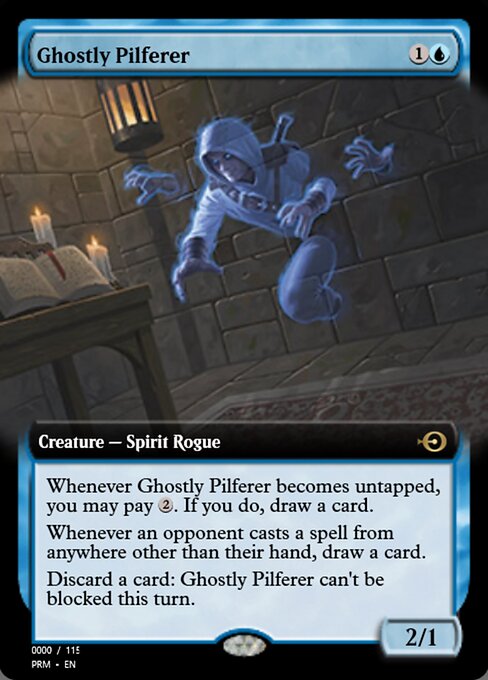 Ghostly Pilferer 1
Creature — Spirit Rogue
Whenever Ghostly Pilferer becomes untapped,
you may pay 2. If you do, draw a card.
Whenever an opponent casts a spell from
anywhere other than their hand, draw a card.
Discard a card: Ghostly Pilferer can't be
blocked this turn.
2/1
0000 / 115
PRM • EN